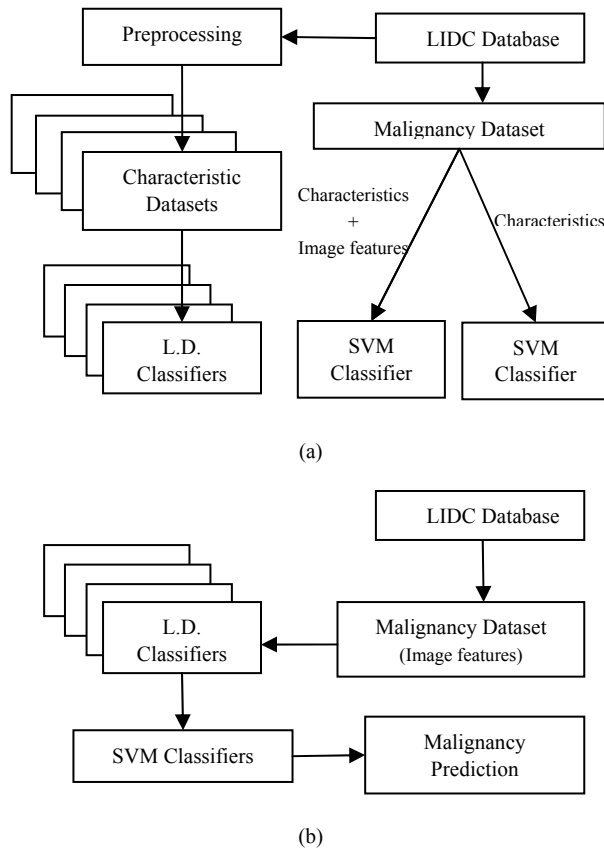 Preprocessing
LIDC Database
Malignancy Dataset
Characteristic
Datasets
Characteristics
+
Image features
Characteristics
L.D.
Classifiers
SVM
Classifier
SVM
Classifier
(a)
LIDC Database
L.D.
Classifiers
Malignancy Dataset
(Image features)
SVM Classifiers
Malignancy
Prediction
(b)